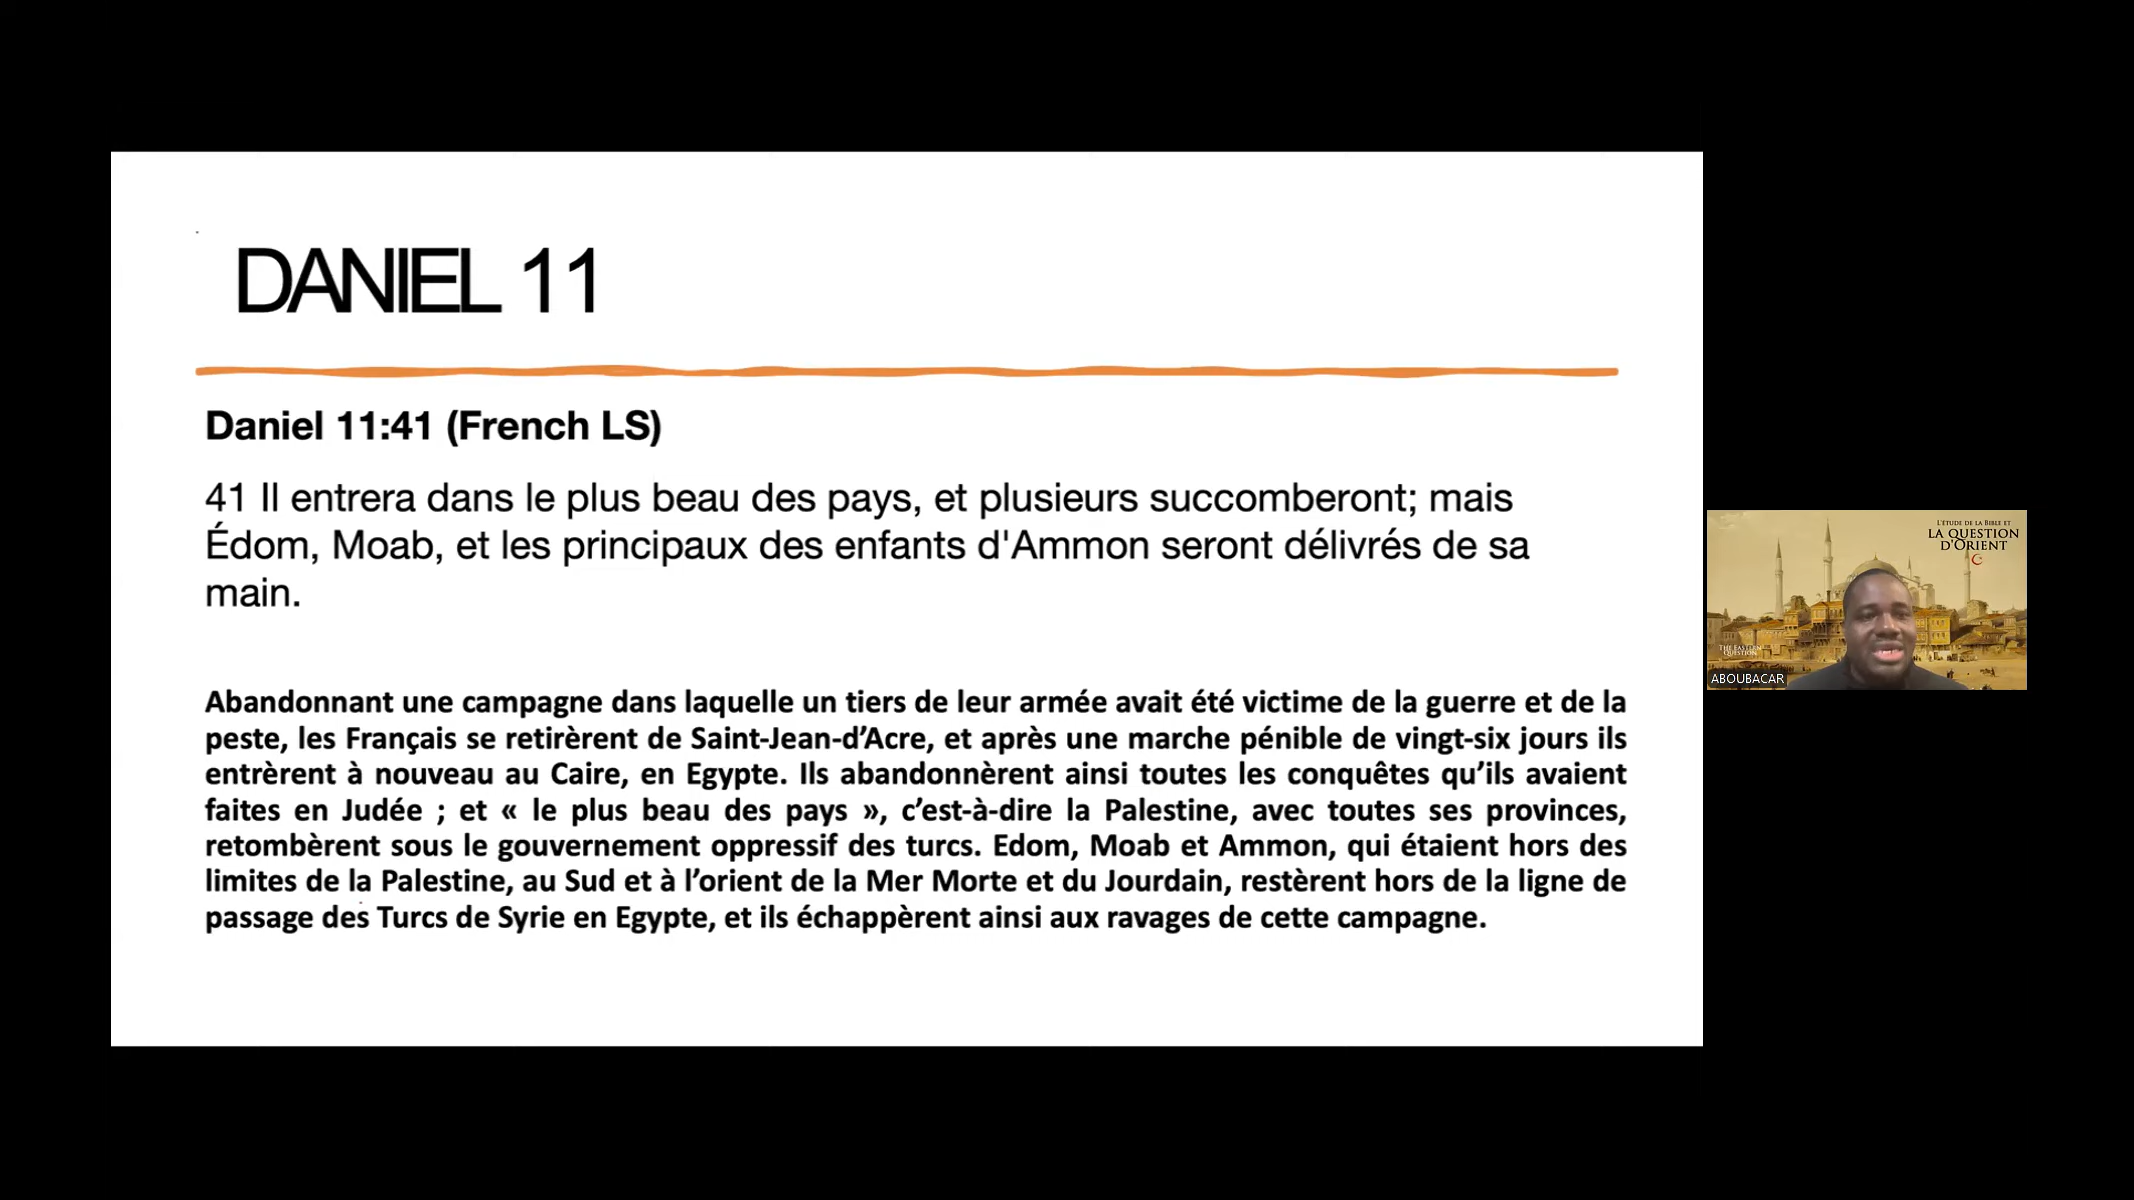 DANIEL 11
Daniel 11:41 (French LS)
41 Il entrera dans le plus beau des pays, et plusieurs succomberont; mais
Édom, Moab, et les principaux des enfants d'Ammon seront délivrés de sa
main.
Abandonnant une campagne dans laquelle un tiers de leur armée avait été victime de la guerre et de la
peste, les Français se retirèrent de Saint-Jean-d’Acre, et après une marche pénible de vingt-six jours ils
entrèrent à nouveau au Caire, en Egypte. Ils abandonnèrent ainsi toutes les conquêtes qu’ils avaient
faites en Judée ; et « le plus beau des pays », c’est-à-dire la Palestine, avec toutes ses provinces,
retombèrent sous le gouvernement oppressif des turcs. Edom, Moab et Ammon, qui étaient hors des
limites de la Palestine, au Sud et à l’orient de la Mer Morte et du Jourdain, restèrent hors de la ligne de
passage des Turcs de Syrie en Egypte, et ils échappèrent ainsi aux ravages de cette campagne.
L'ÉTUDE DE LA BIBLE ET
LA QUESTION
D'ORIENT
THE EASTERN
QUESTION
ABOUBACAR